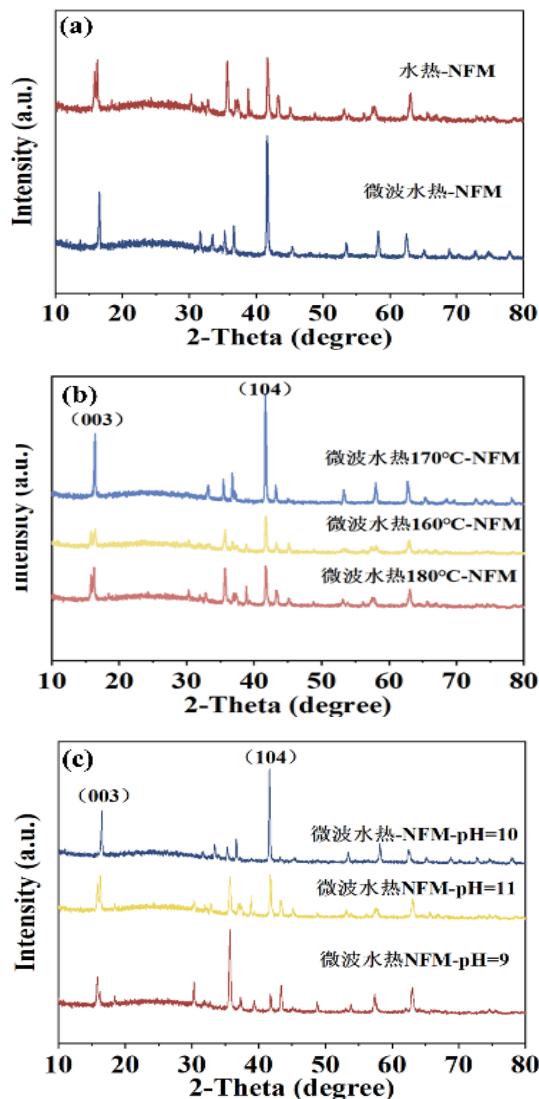 (a)
水热-NFM
微波水热-NFM
Intensity (a.u.)
10 20 30 40 50 60 70 80
2-Theta (degree)
(b)
(003)
(104)
微波水热170°C-NFM
微波水热160°C-NFM
微波水热180°C-NFM
Intensity (a.u.)
10 20 30 40 50 60 70 80
2-Theta (degree)
(c)
(003)
(104)
微波水热-NFM-pH=10
微波水热NFM-pH=11
微波水热NFM-pH=9
Intensity (a.u.)
10 20 30 40 50 60 70 80
2-Theta (degree)